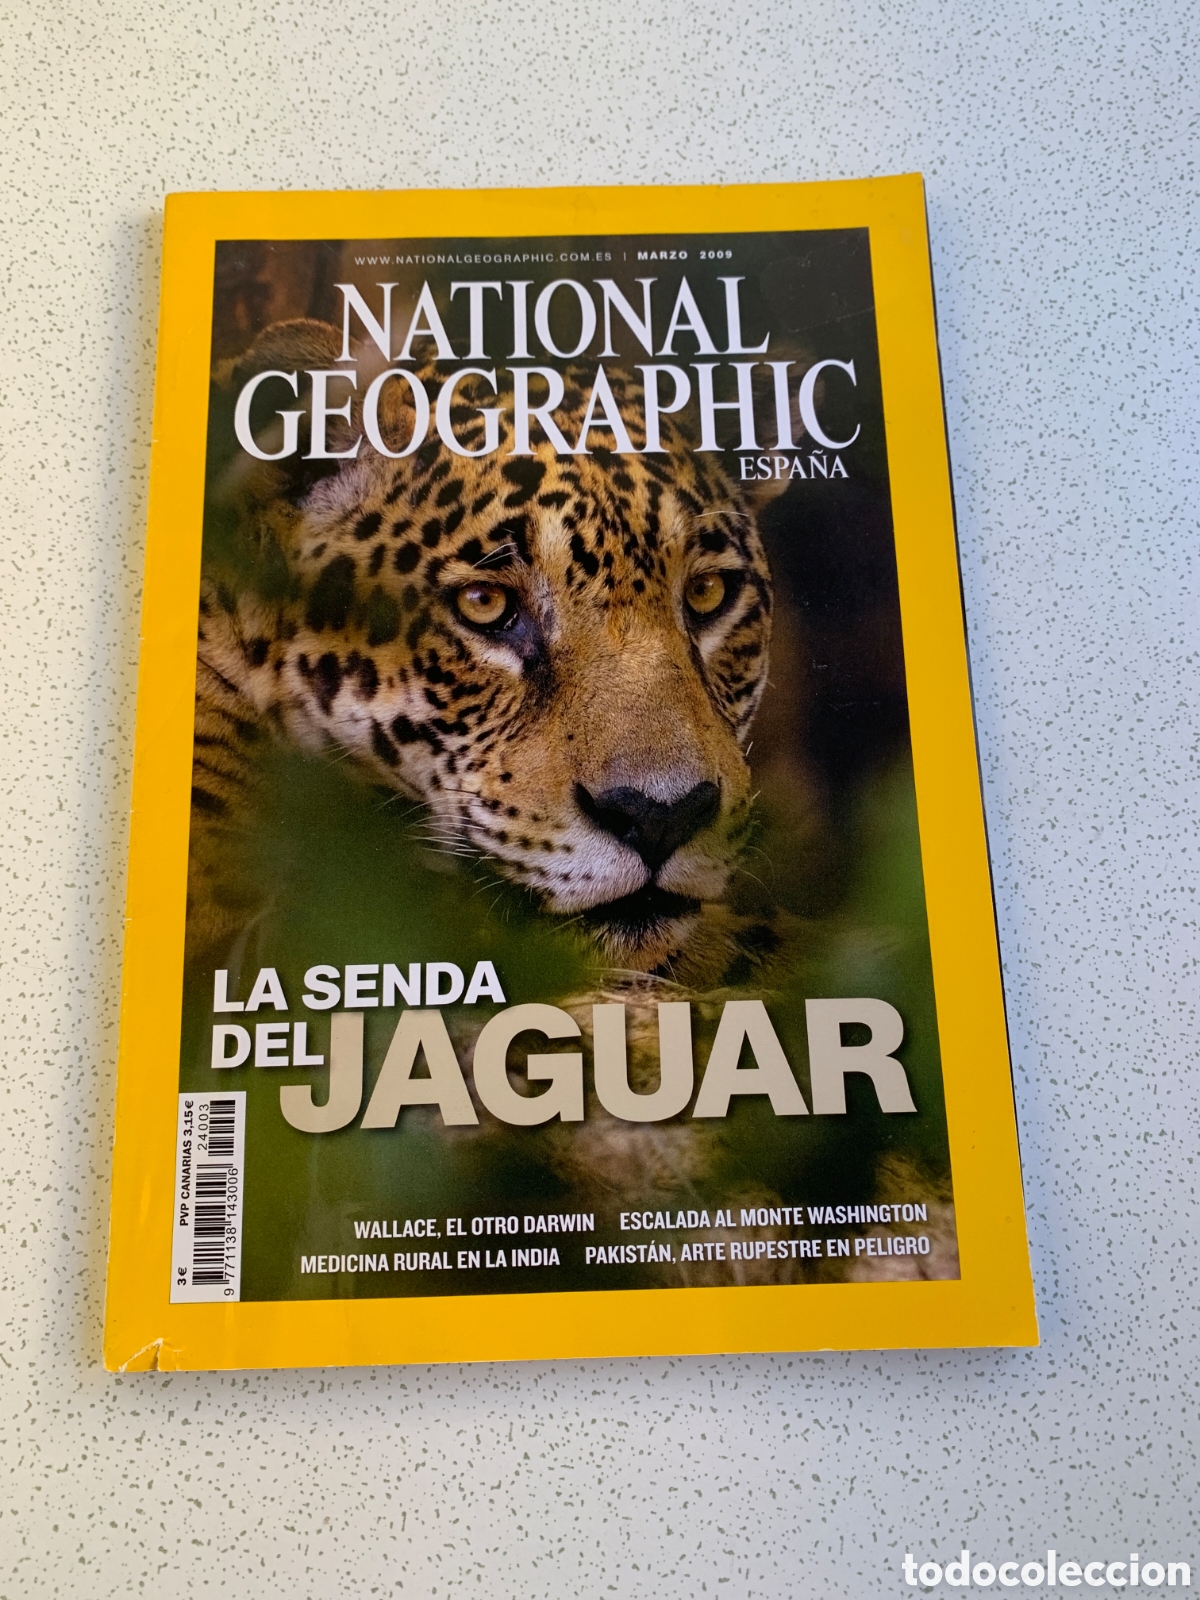 WWW.NATIONALGEOGRAPHIC.COM.ES | MARZO 2009
NATIONAL
GEOGRAPHIC
ESPAÑA
LA SENDA
DEL JAGUAR
WALLACE, EL OTRO DARWIN ESCALADA AL MONTE WASHINGTON
MEDICINA RURAL EN LA INDIA PAKISTÁN, ARTE RUPESTRE EN PELIGRO
3 € PVP CANARIAS 3,15 €
24003
9 771138 143006
todocoleccion